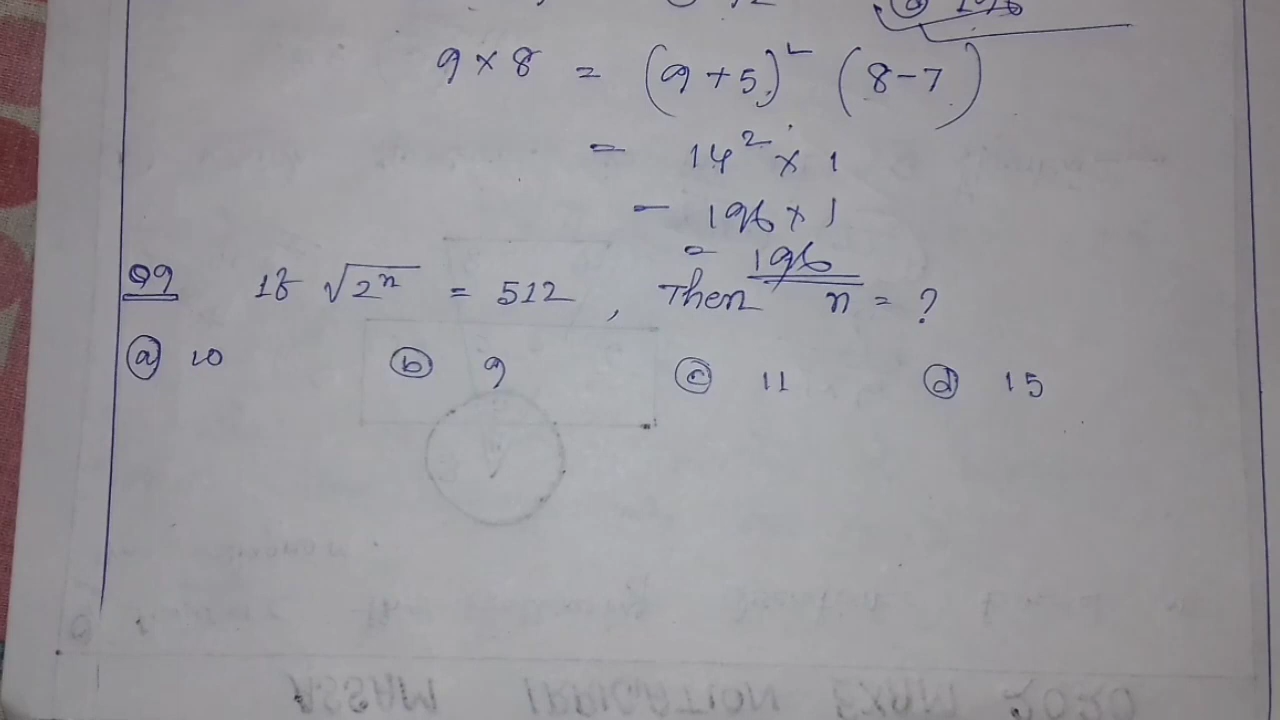 9 × 8 = (9+5)² (8-7)
= 14² × 1
- 196 × 1
= 196
99 If √2ⁿ = 512 , Then n = ?
ⓐ 10 ⓑ 9 ⓒ 11 ⓓ 15